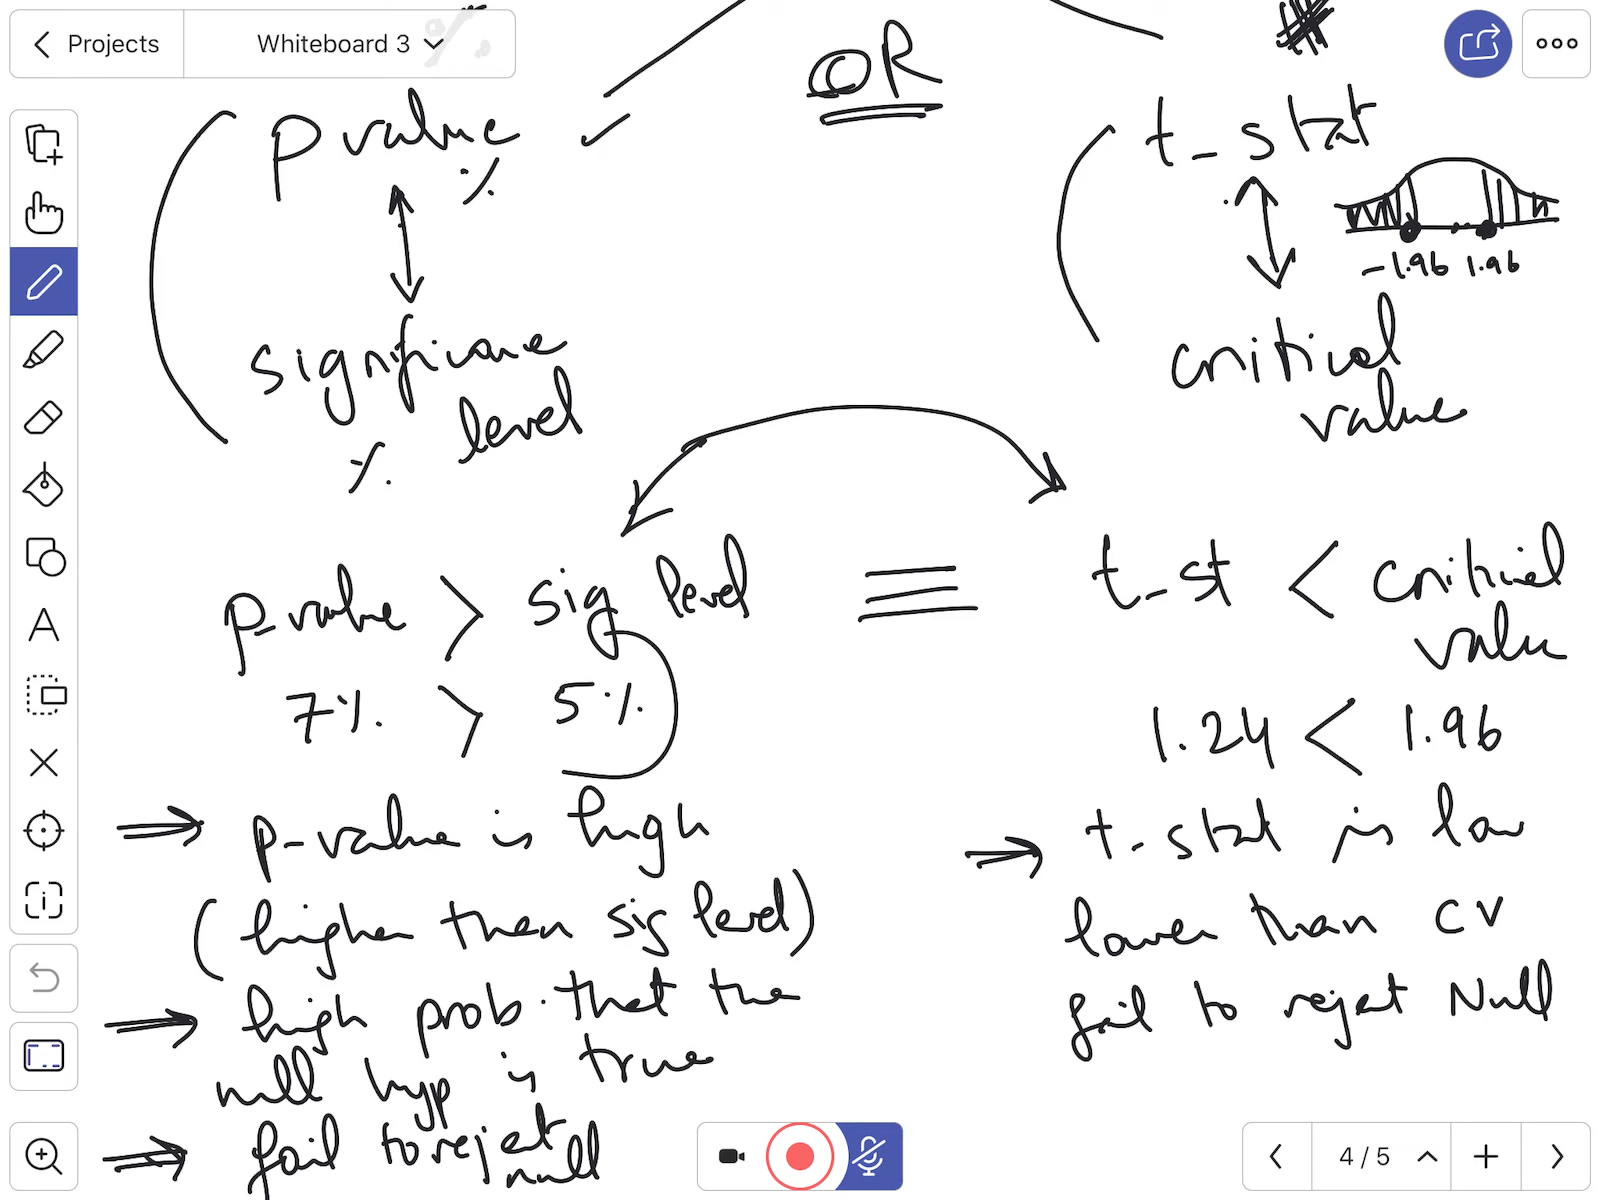 Projects
Whiteboard 3
OR
p value
%
significance
level
%
t_stat
-1.96 1.96
critical
value
p-value > sig level
7% > 5%
t-st < critical
value
1.24 < 1.96
⇒ p-value is high
(higher than sig level)
⇒ high prob. that the
null hyp is true
⇒ fail to reject
null
⇒ t-stat is low
lower than CV
fail to reject Null
A
i
4 / 5